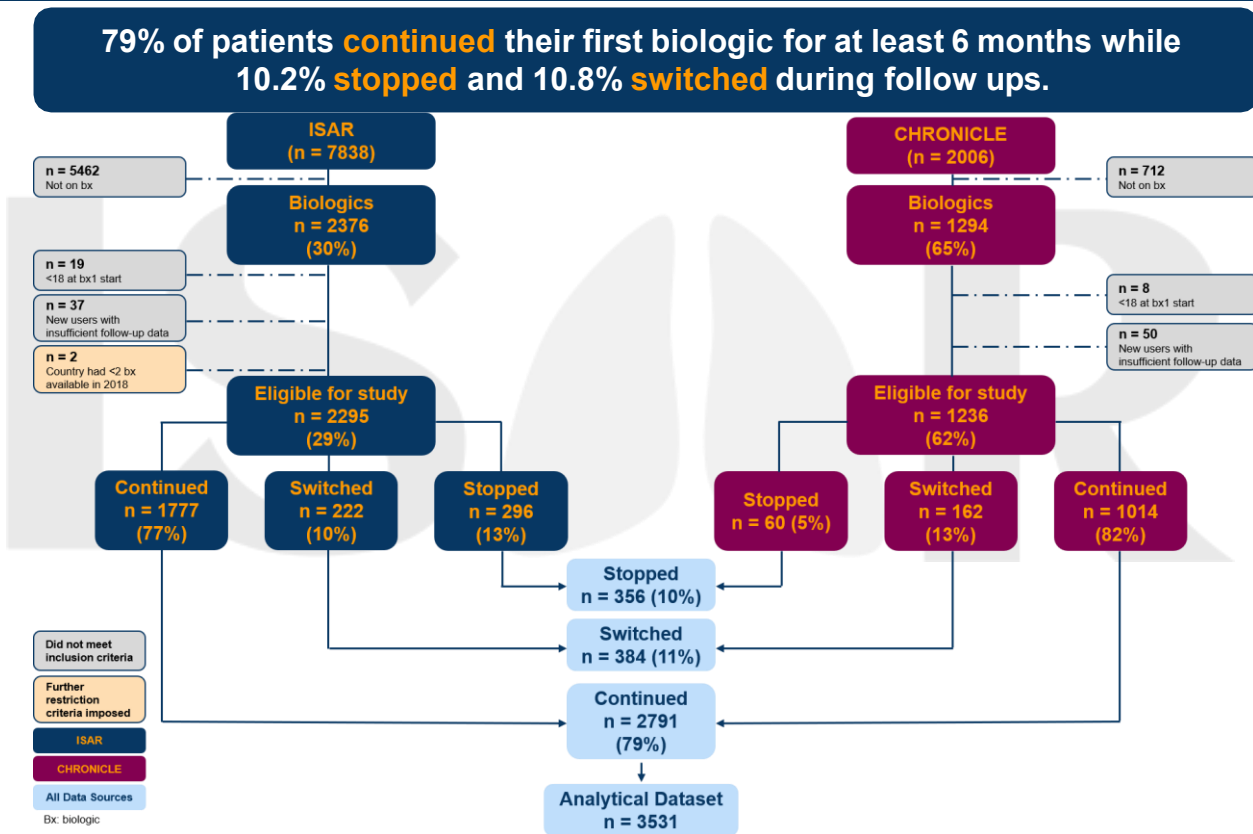 79% of patients continued their first biologic for at least 6 months while
10.2% stopped and 10.8% switched during follow ups.
ISAR
(n = 7838)
CHRONICLE
(n = 2006)
n = 5462
Not on bx
n = 712
Not on bx
Biologics
n = 2376
(30%)
Biologics
n = 1294
(65%)
n = 19
<18 at bx1 start
n = 37
New users with
insufficient follow-up data
n = 2
Country had <2 bx
available in 2018
n = 8
<18 at bx1 start
n = 50
New users with
insufficient follow-up data
Eligible for study
n = 2295
(29%)
Eligible for study
n = 1236
(62%)
Continued
n = 1777
(77%)
Switched
n = 222
(10%)
Stopped
n = 296
(13%)
Stopped
n = 60 (5%)
Switched
n = 162
(13%)
Continued
n = 1014
(82%)
Stopped
n = 356 (10%)
Switched
n = 384 (11%)
Continued
n = 2791
(79%)
Analytical Dataset
n = 3531
Did not meet
inclusion criteria
Further
restriction
criteria imposed
ISAR
CHRONICLE
All Data Sources
Bx: biologic
IS R